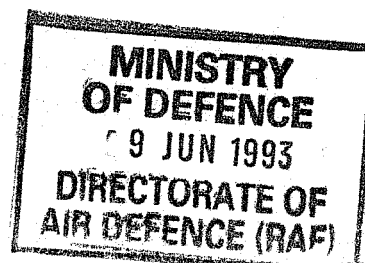 MINISTRY
OF DEFENCE
9 JUN 1993
DIRECTORATE OF
AIR DEFENCE (RAF)